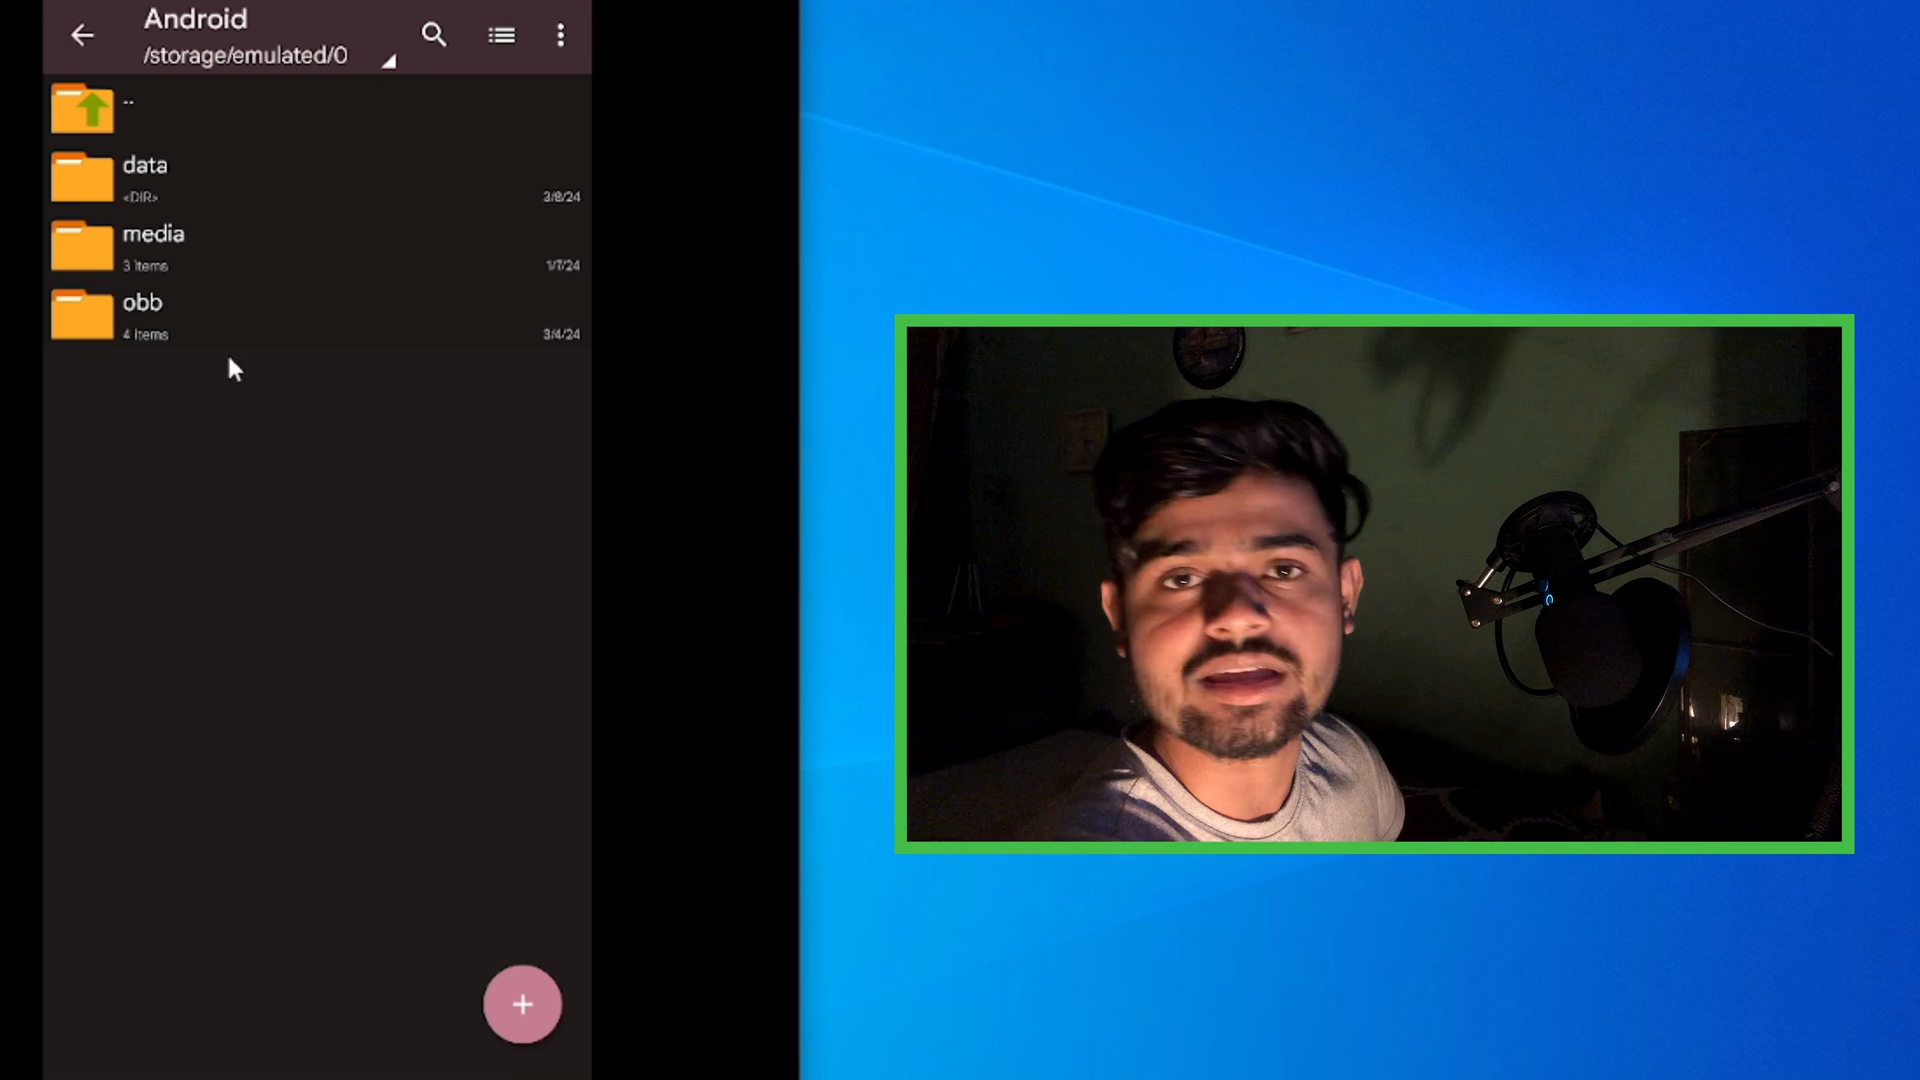 Android
/storage/emulated/0
..
data
<DIR>
3/8/24
media
3 items
1/7/24
obb
4 items
3/4/24